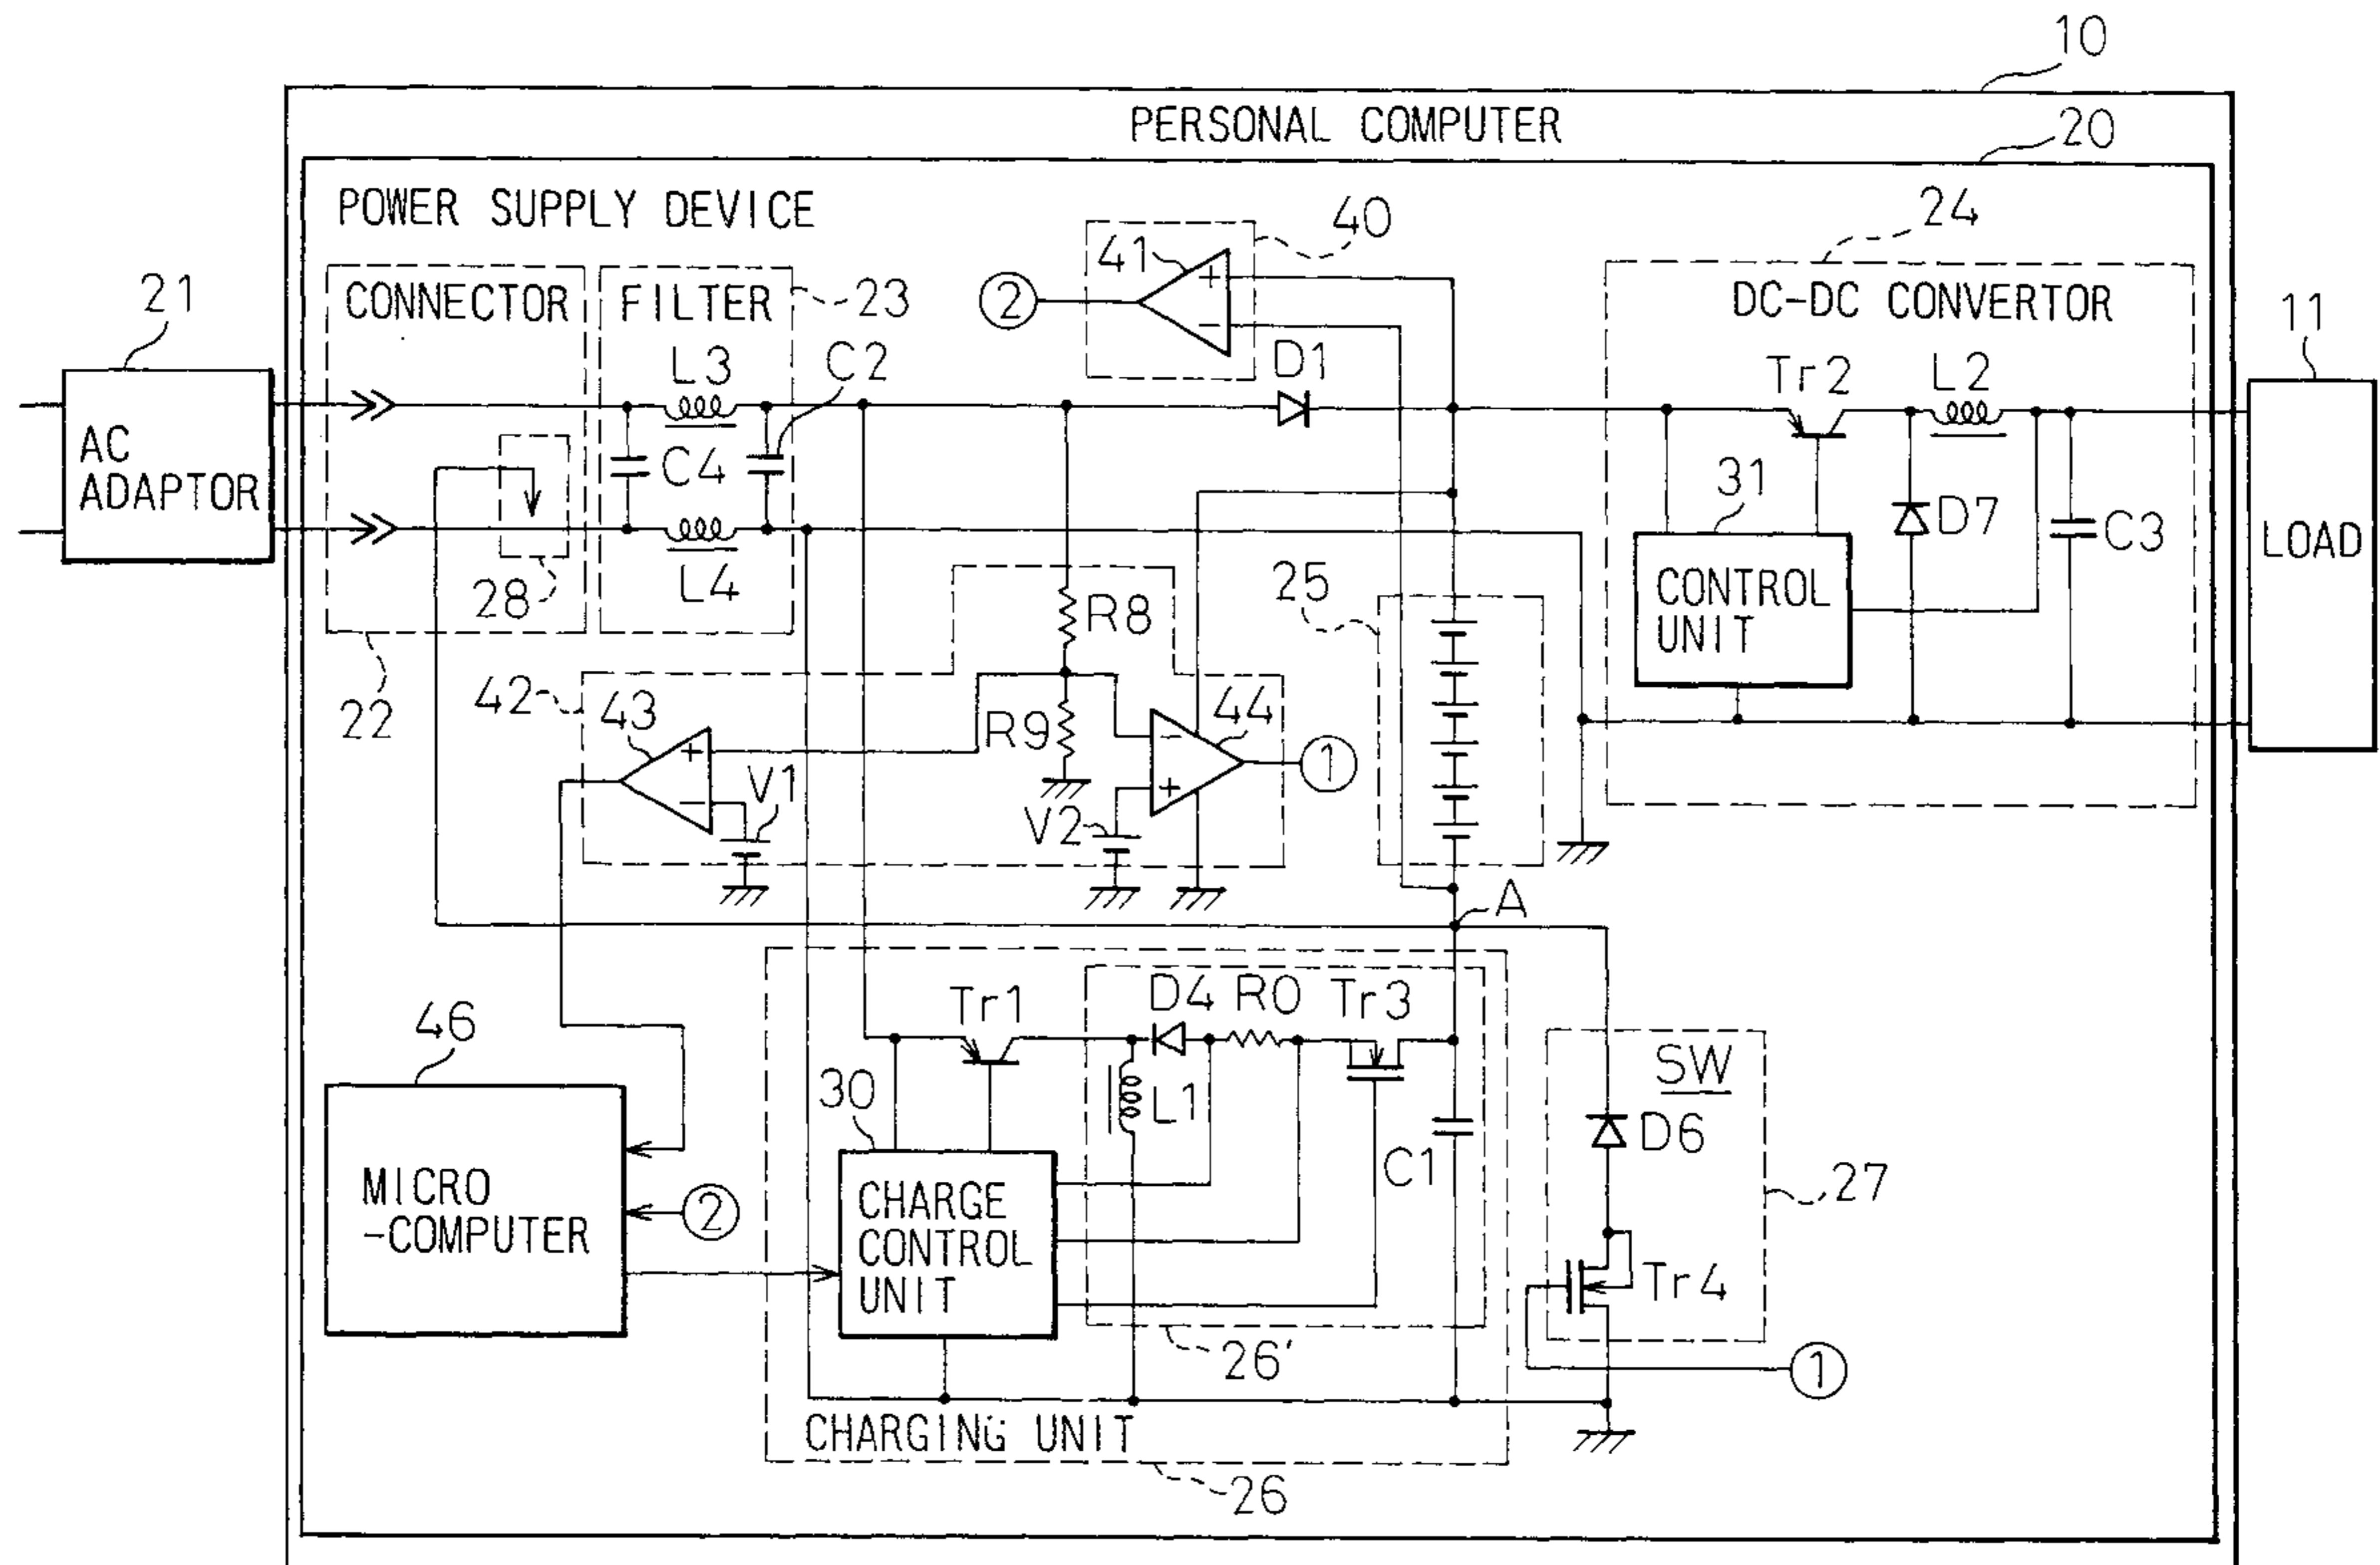 10
PERSONAL COMPUTER
20
POWER SUPPLY DEVICE
40
24
21
CONNECTOR
FILTER
23
2
41
+
−
DC-DC CONVERTOR
11
L3
C2
D1
Tr2
L2
AC
ADAPTOR
C4
31
D7
C3
LOAD
28
L4
25
CONTROL
UNIT
R8
22
42
43
44
R9
+
−
−
+
1
V1
V2
A
46
Tr1
D4
R0
Tr3
SW
30
L1
C1
D6
27
MICRO
-COMPUTER
2
CHARGE
CONTROL
UNIT
Tr4
26'
1
CHARGING UNIT
26